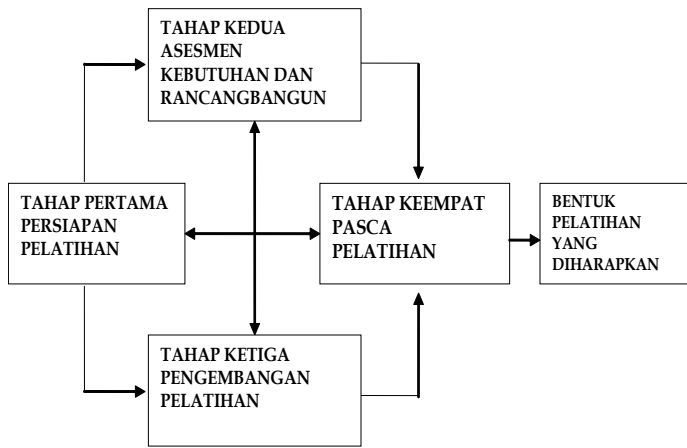 TAHAP KEDUA
ASESMEN
KEBUTUHAN DAN
RANCANGBANGUN
TAHAP PERTAMA
PERSIAPAN
PELATIHAN
TAHAP KEEMPAT
PASCA
PELATIHAN
BENTUK
PELATIHAN
YANG
DIHARAPKAN
TAHAP KETIGA
PENGEMBANGAN
PELATIHAN